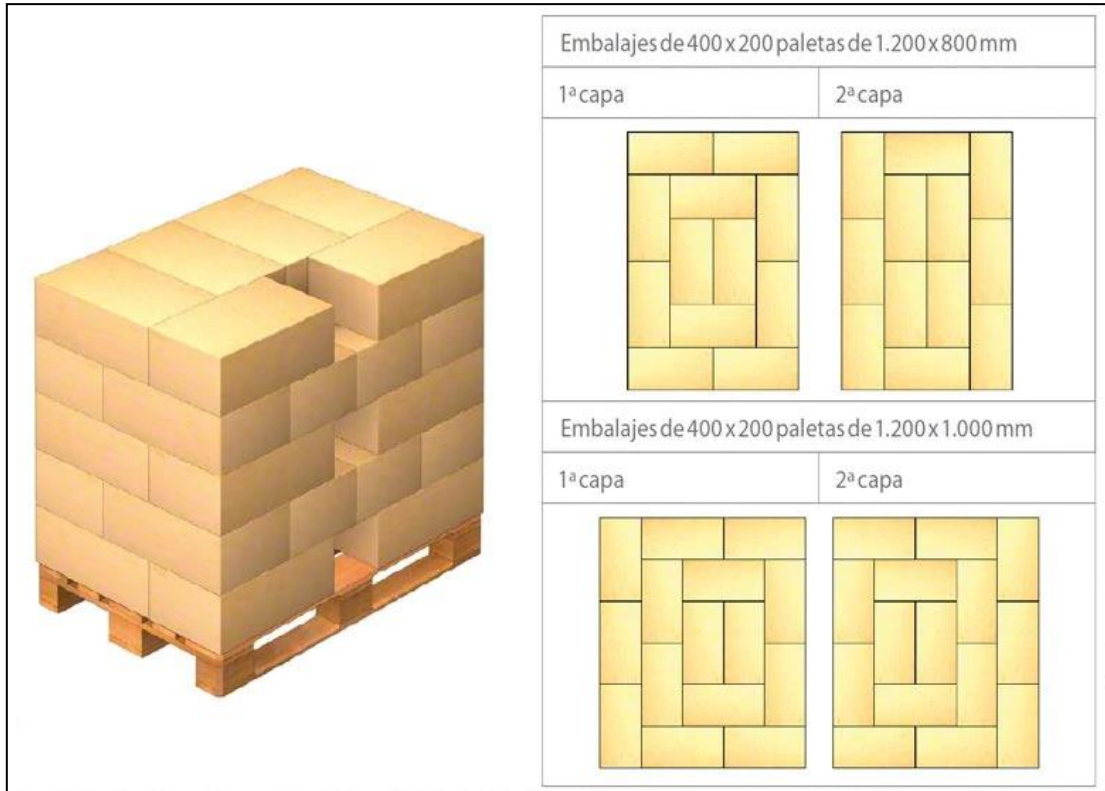 Embalajes de 400 x 200 paletas de 1.200 x 800 mm
1ª capa
2ª capa
Embalajes de 400 x 200 paletas de 1.200 x 1.000 mm
1ª capa
2ª capa